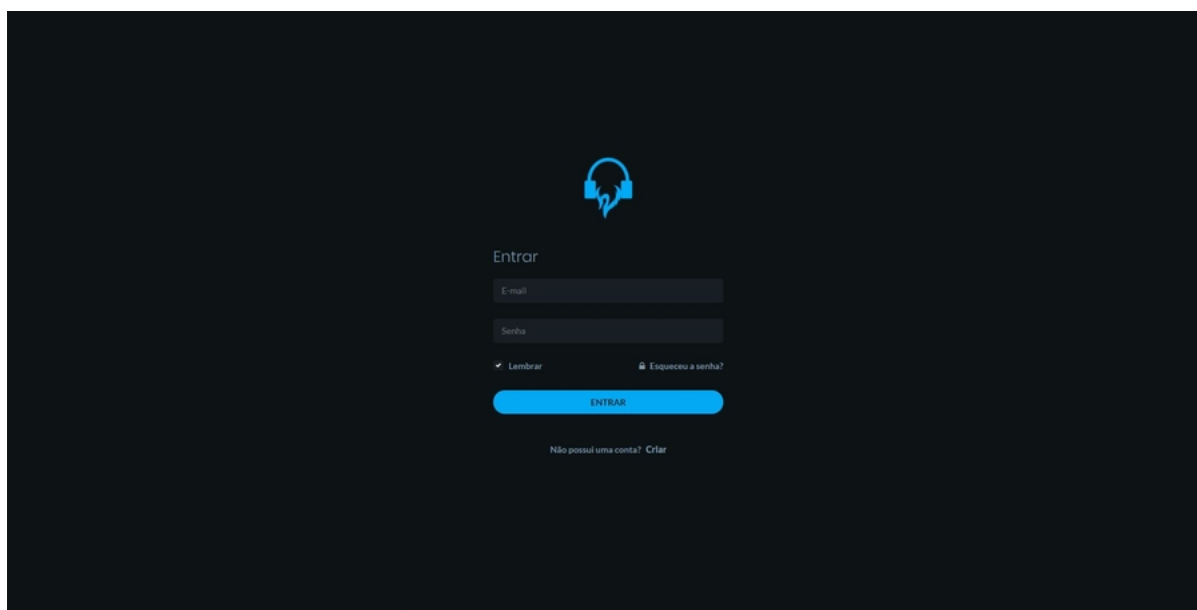 Entrar
E-mail
Senha
Lembrar Esqueceu a senha?
ENTRAR
Não possui uma conta? Criar